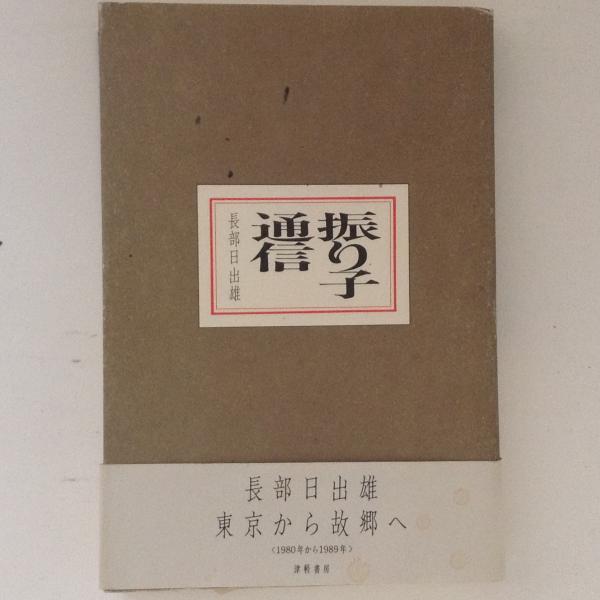 振り子
通信
長部日出雄
長部日出雄
東京から故郷へ
〈1980年から1989年〉
津軽書房